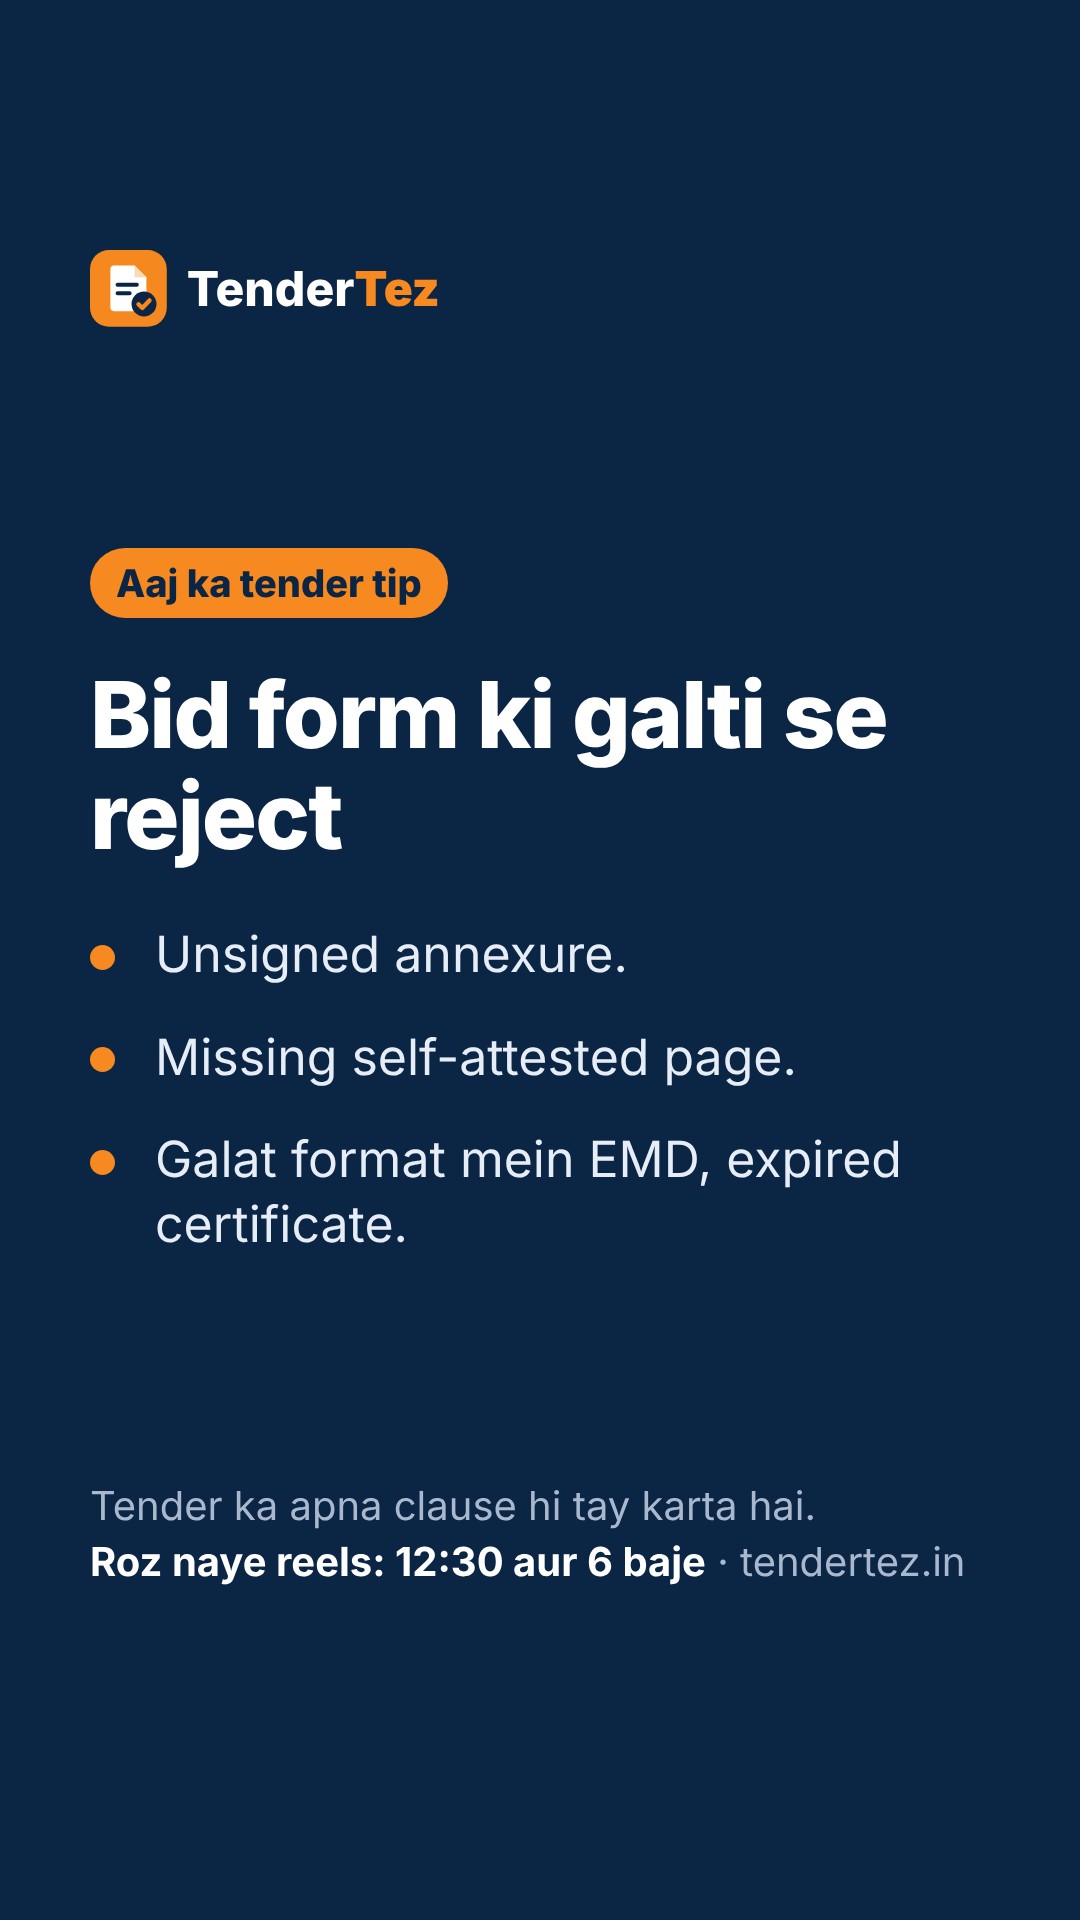 TenderTez
Aaj ka tender tip
Bid form ki galti se
reject
Unsigned annexure.
Missing self-attested page.
Galat format mein EMD, expired
certificate.
Tender ka apna clause hi tay karta hai.
Roz naye reels: 12:30 aur 6 baje · tendertez.in